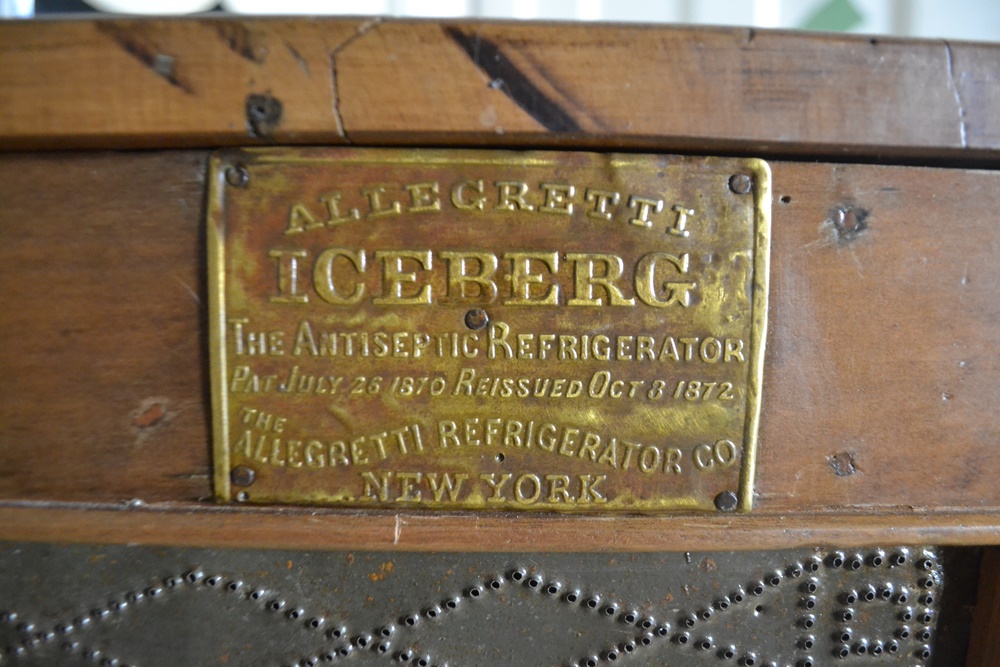 ALLEGRETTI
ICEBERG
THE ANTISEPTIC REFRIGERATOR
PAT JULY 26 1870 REISSUED OCT 8 1872
THE
ALLEGRETTI REFRIGERATOR CO
NEW YORK